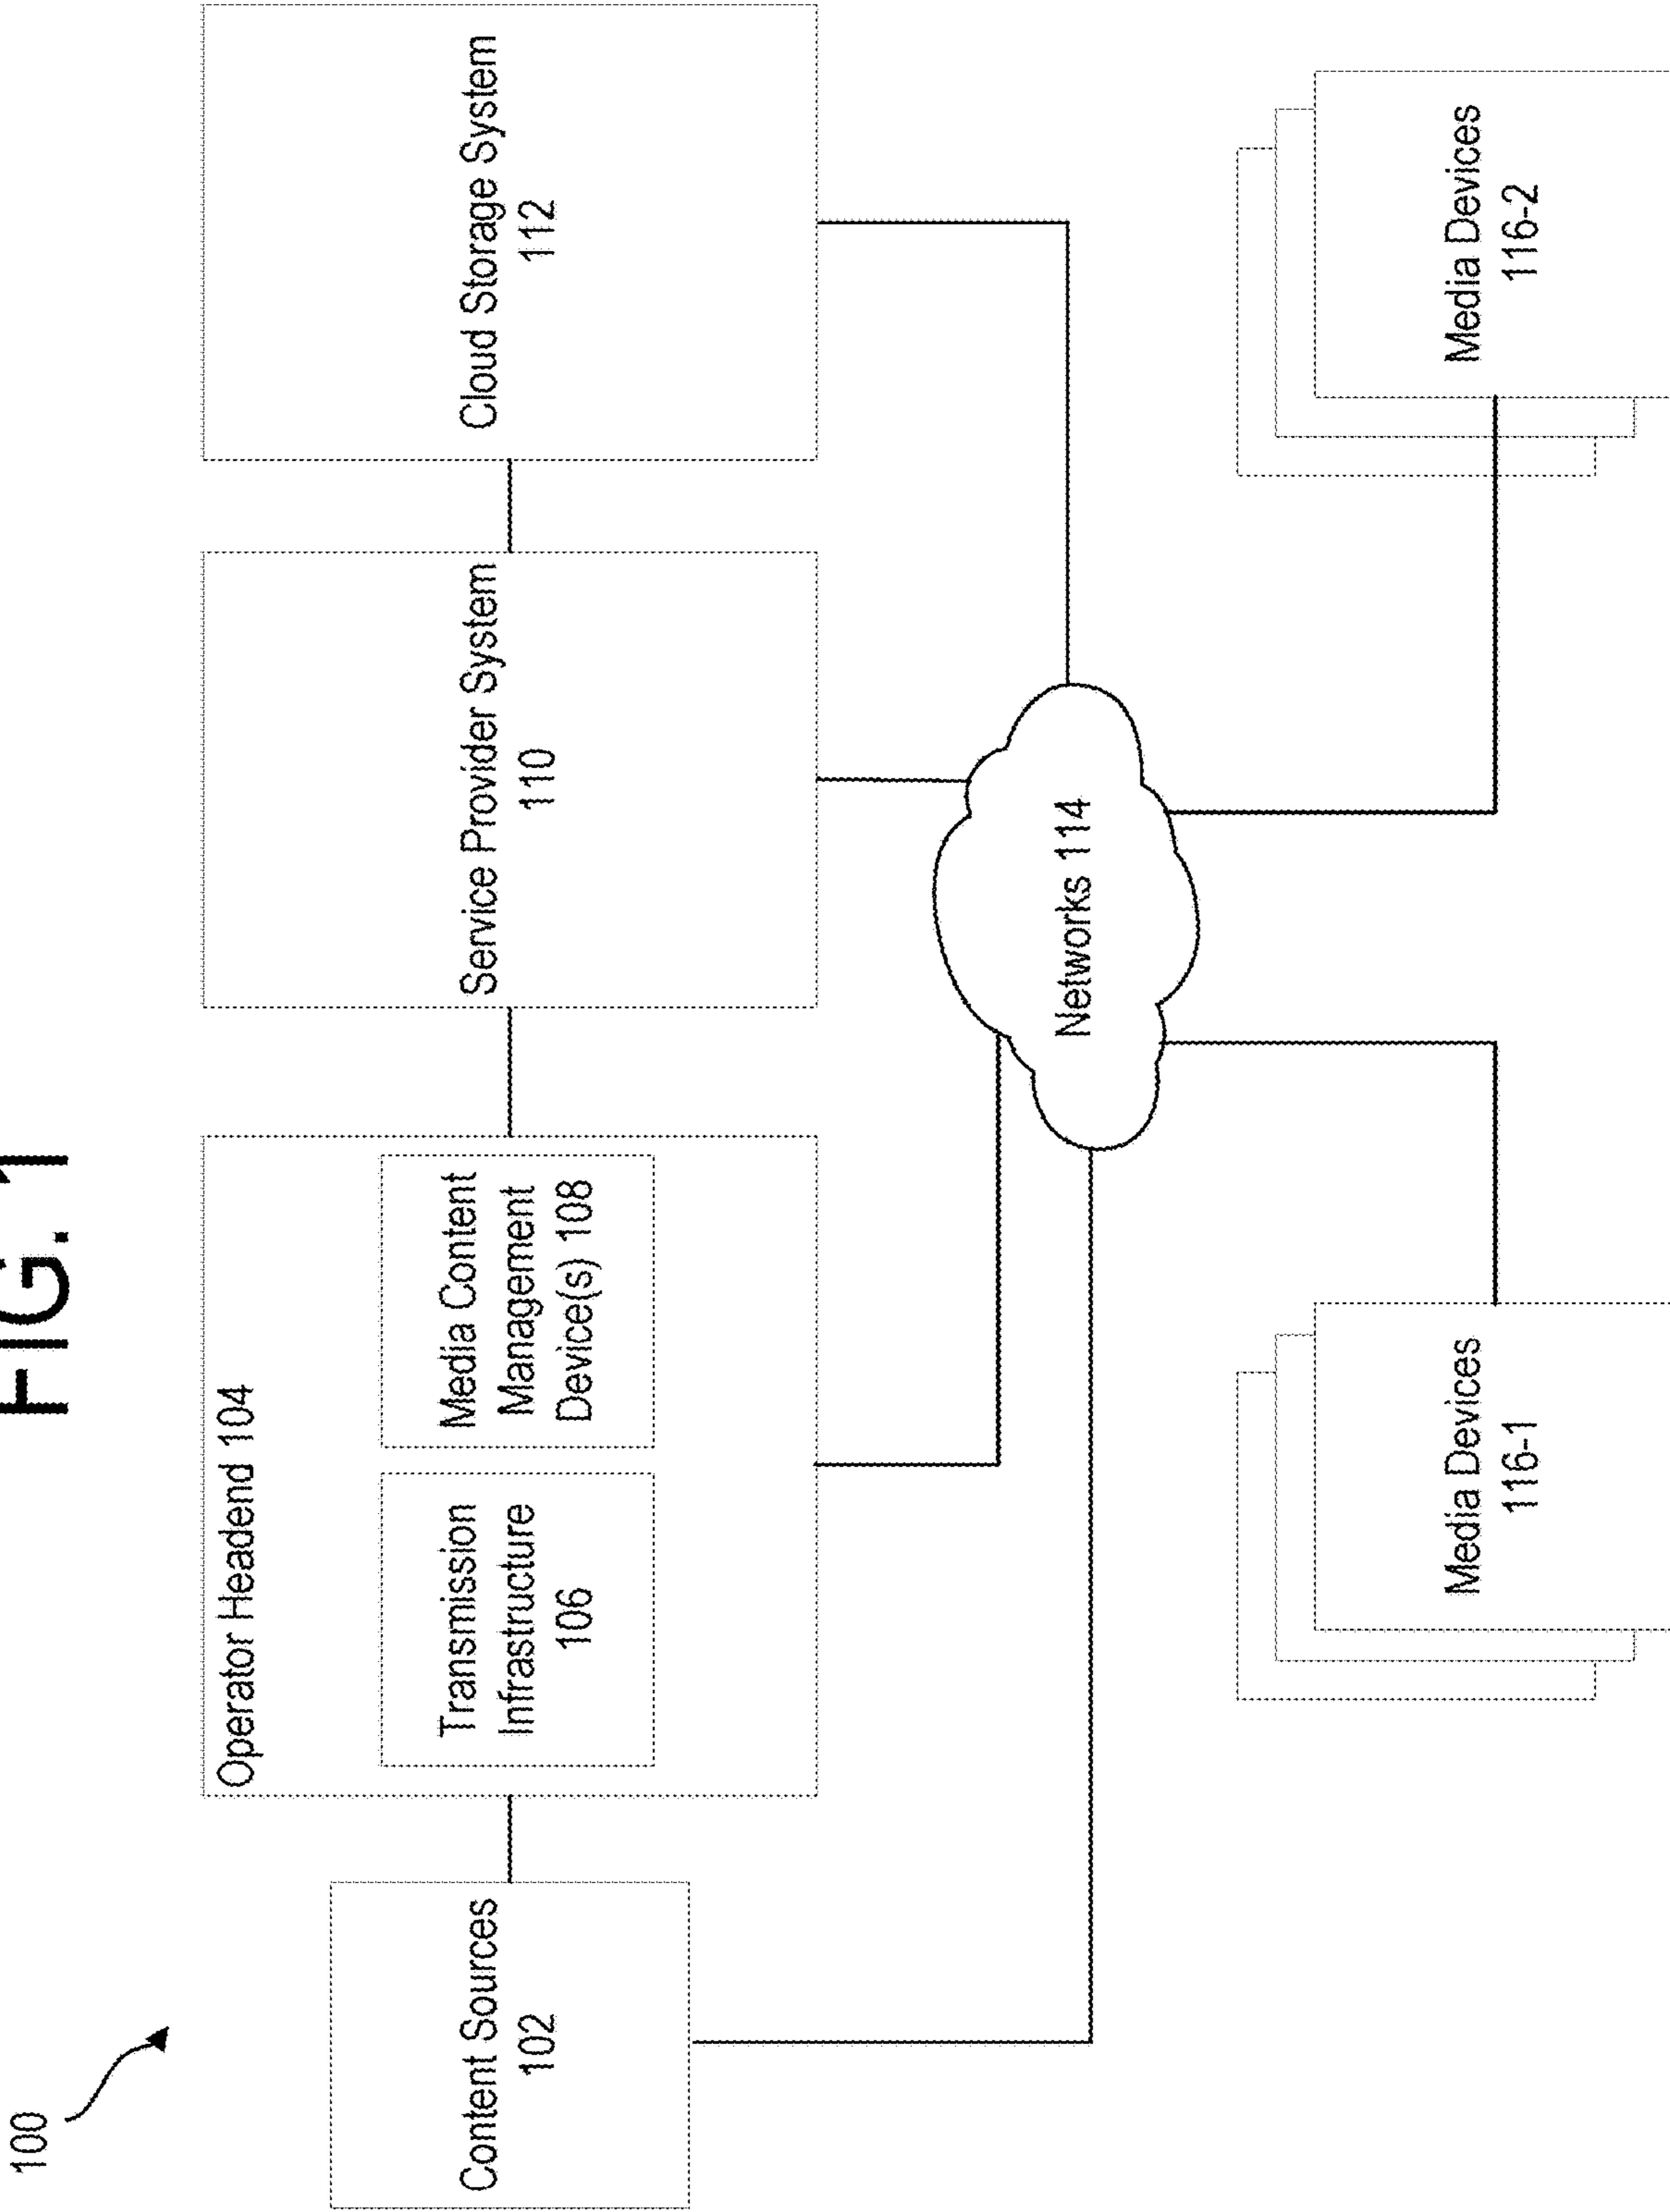 FIG. 1
100
Content Sources
102
Operator Headend 104
Transmission
Infrastructure
106
Media Content
Management
Device(s) 108
Service Provider System
110
Cloud Storage System
112
Networks 114
Media Devices
116-1
Media Devices
116-2